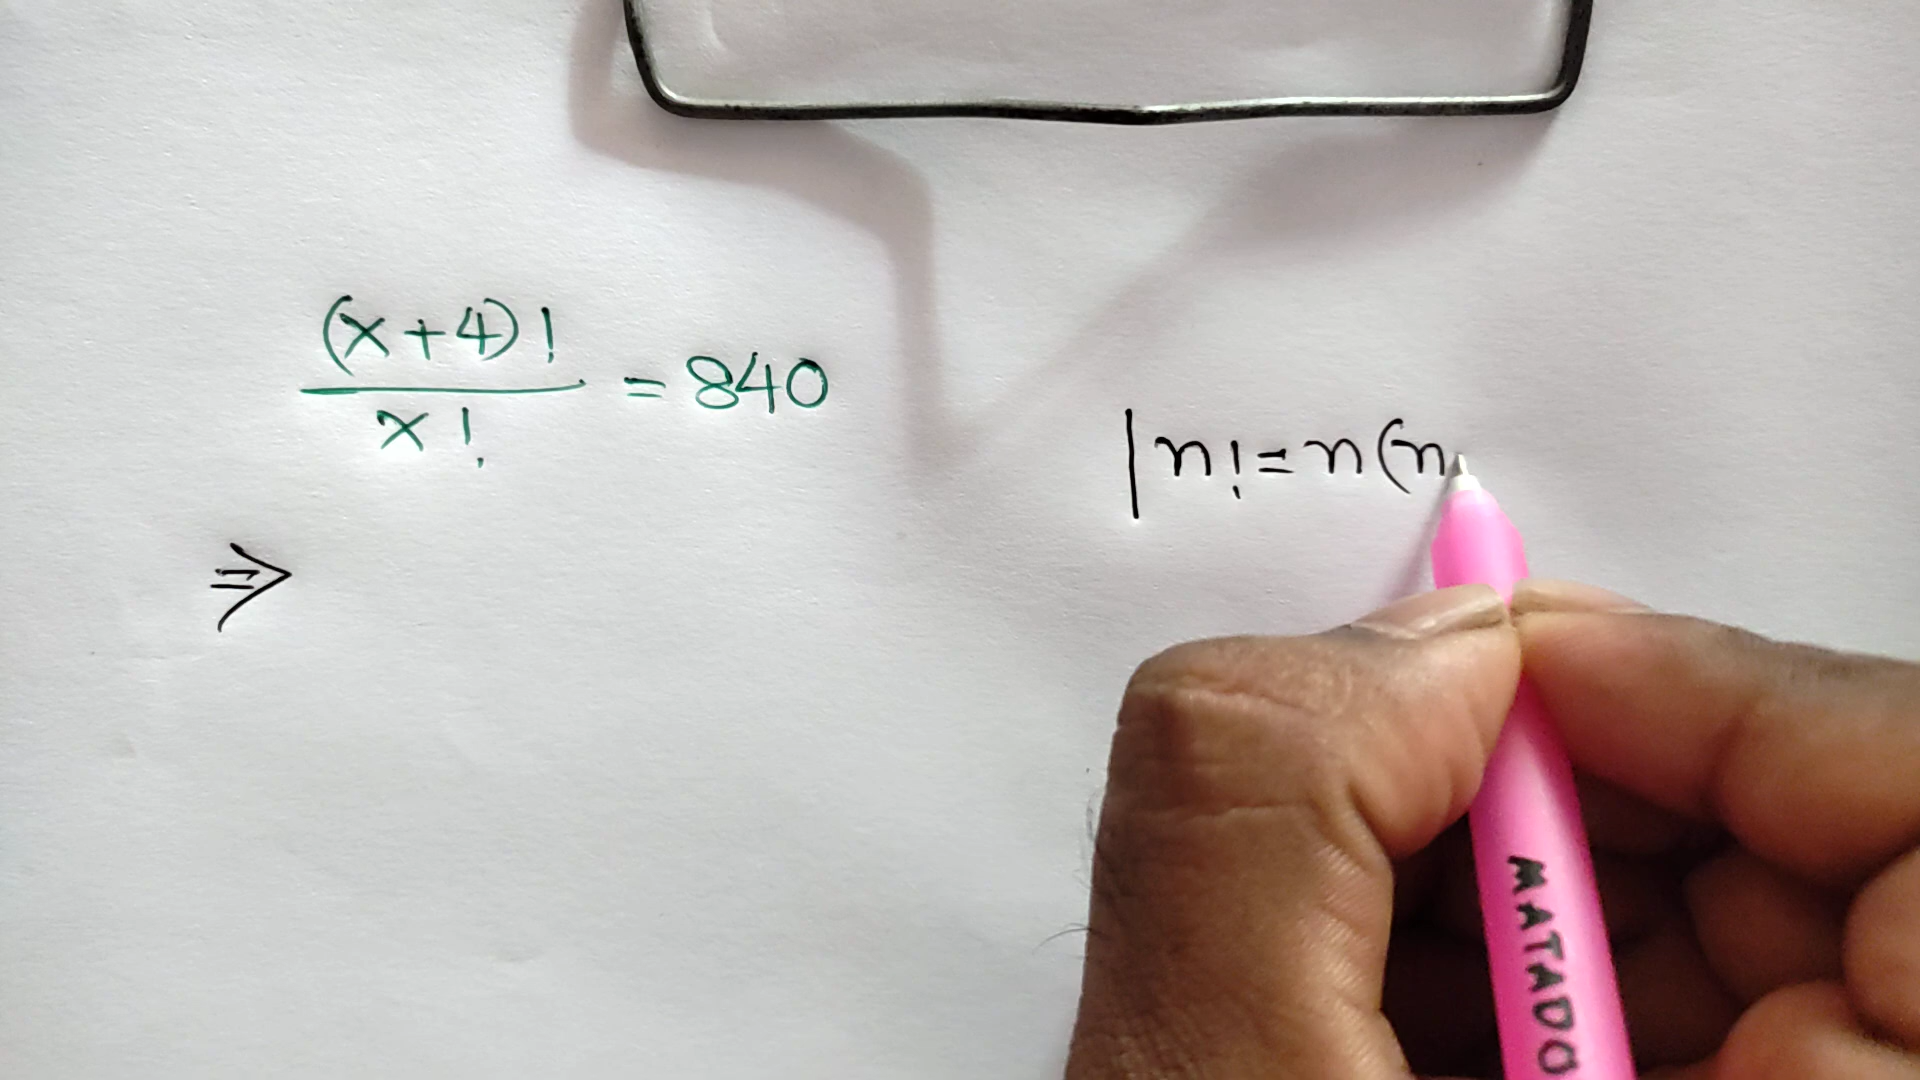 (x+4)!
x! = 840
n! = n(n
⇒
MATADO